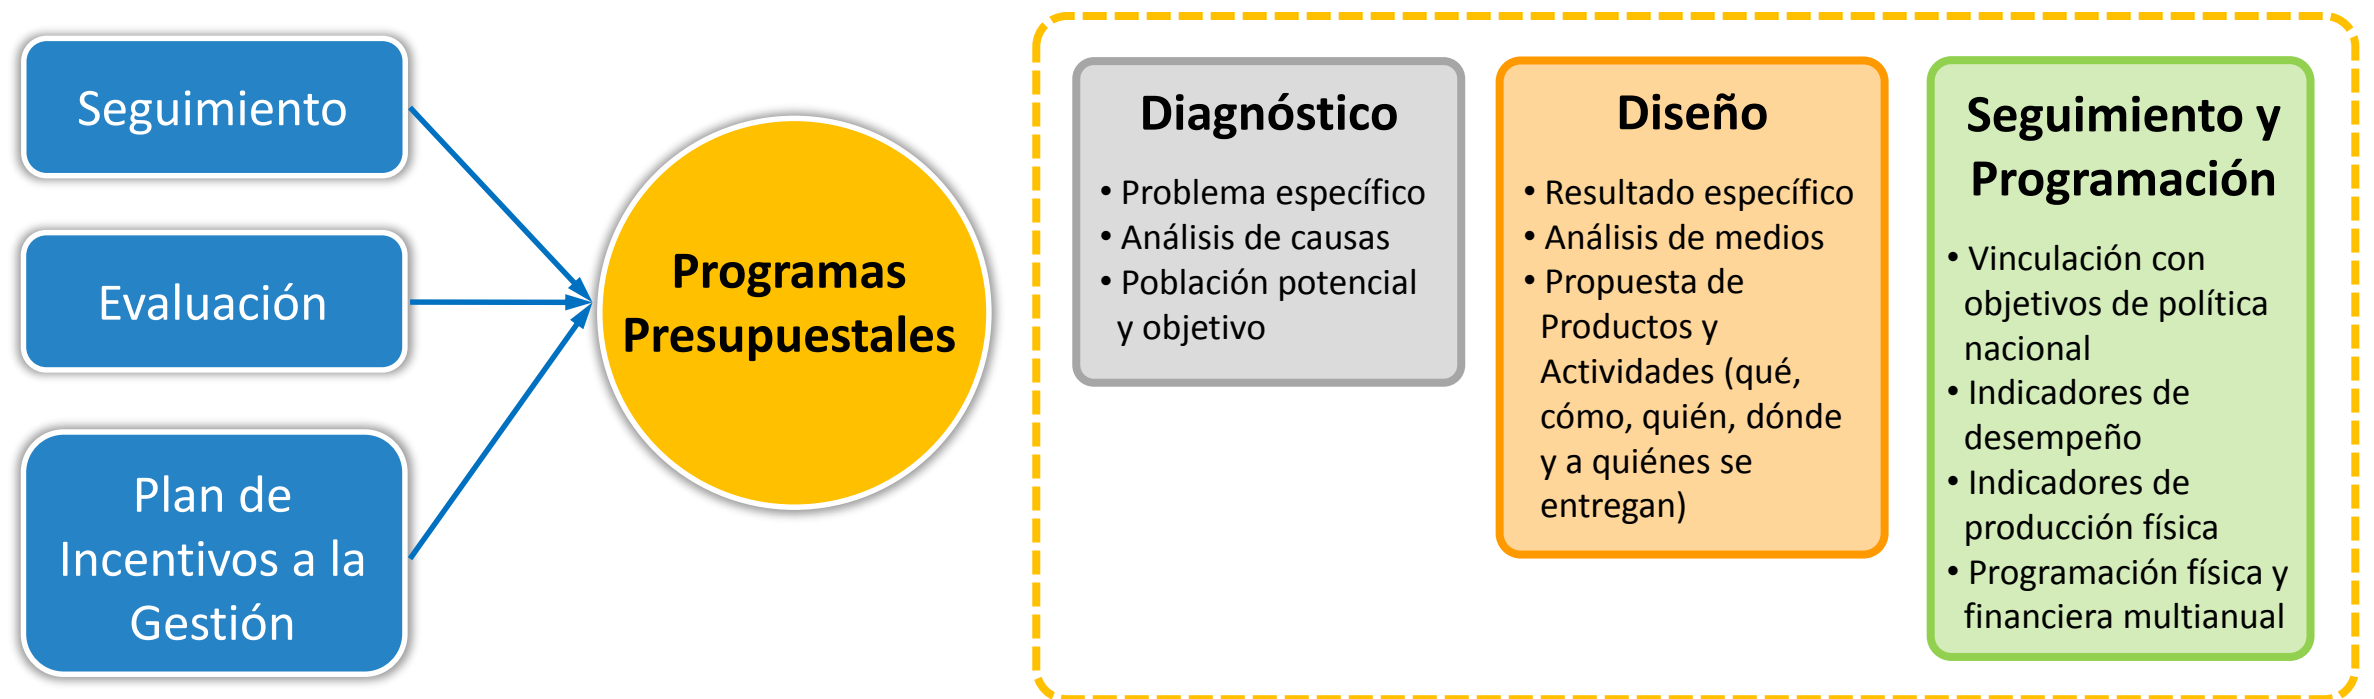 Seguimiento
Evaluación
Plan de
Incentivos a la
Gestión
Programas
Presupuestales
Diagnóstico
• Problema específico
• Análisis de causas
• Población potencial
y objetivo
Diseño
• Resultado específico
• Análisis de medios
• Propuesta de
Productos y
Actividades (qué,
cómo, quién, dónde
y a quiénes se
entregan)
Seguimiento y
Programación
• Vinculación con
objetivos de política
nacional
• Indicadores de
desempeño
• Indicadores de
producción física
• Programación física y
financiera multianual